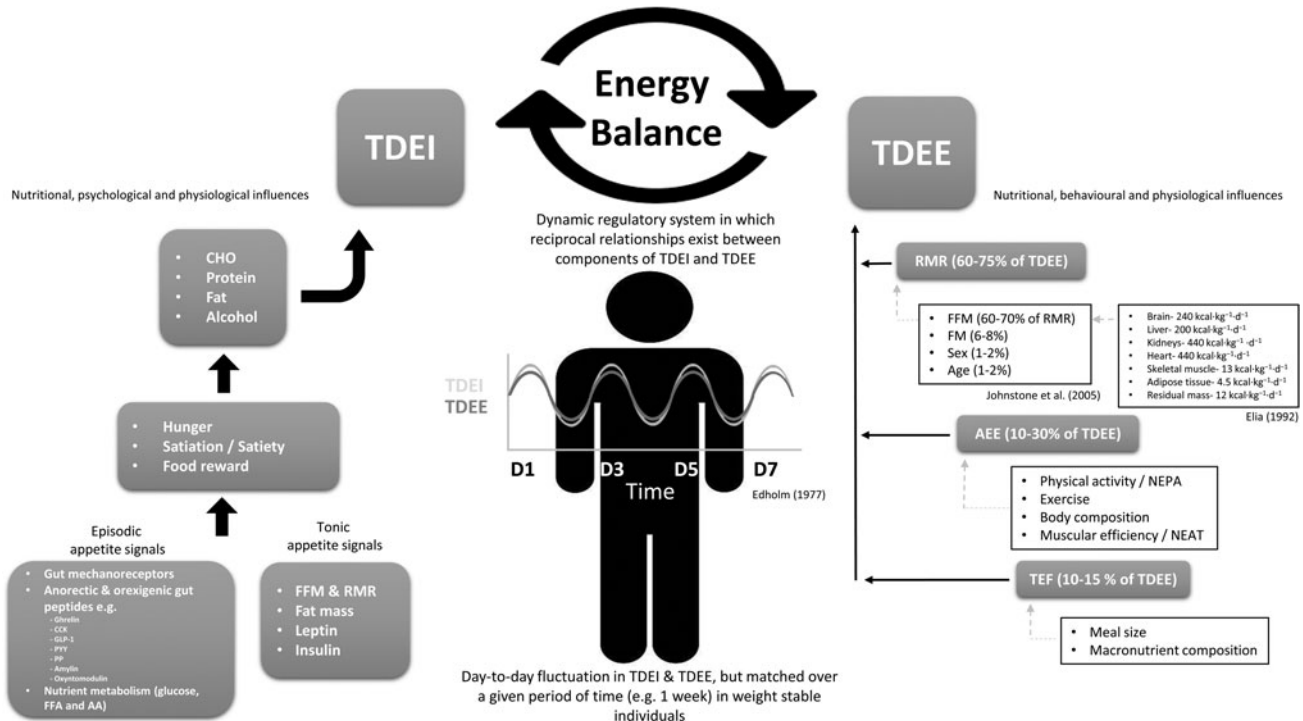 Energy
Balance
TDEI
TDEE
Nutritional, psychological and physiological influences
Nutritional, behavioural and physiological influences
Dynamic regulatory system in which
reciprocal relationships exist between
components of TDEI and TDEE
• CHO
• Protein
• Fat
• Alcohol
• Hunger
• Satiation / Satiety
• Food reward
Episodic
appetite signals
• Gut mechanoreceptors
• Anorectic & orexigenic gut
peptides e.g.
- Ghrelin
- CCK
- GLP-1
- PYY
- PP
- Amylin
- Oxyntomodulin
• Nutrient metabolism (glucose,
FFA and AA)
Tonic
appetite signals
• FFM & RMR
• Fat mass
• Leptin
• Insulin
TDEI
TDEE
D1 D3 D5 D7
Time
Edholm (1977)
Day-to-day fluctuation in TDEI & TDEE, but matched over
a given period of time (e.g. 1 week) in weight stable
individuals
RMR (60-75% of TDEE)
• FFM (60-70% of RMR)
• FM (6-8%)
• Sex (1-2%)
• Age (1-2%)
Johnstone et al. (2005)
• Brain- 240 kcal·kg⁻¹·d⁻¹
• Liver- 200 kcal·kg⁻¹·d⁻¹
• Kidneys- 440 kcal·kg⁻¹ ·d⁻¹
• Heart- 440 kcal·kg⁻¹·d⁻¹
• Skeletal muscle- 13 kcal·kg⁻¹·d⁻¹
• Adipose tissue- 4.5 kcal·kg⁻¹·d⁻¹
• Residual mass- 12 kcal·kg⁻¹·d⁻¹
Elia (1992)
AEE (10-30% of TDEE)
• Physical activity / NEPA
• Exercise
• Body composition
• Muscular efficiency / NEAT
TEF (10-15 % of TDEE)
• Meal size
• Macronutrient composition